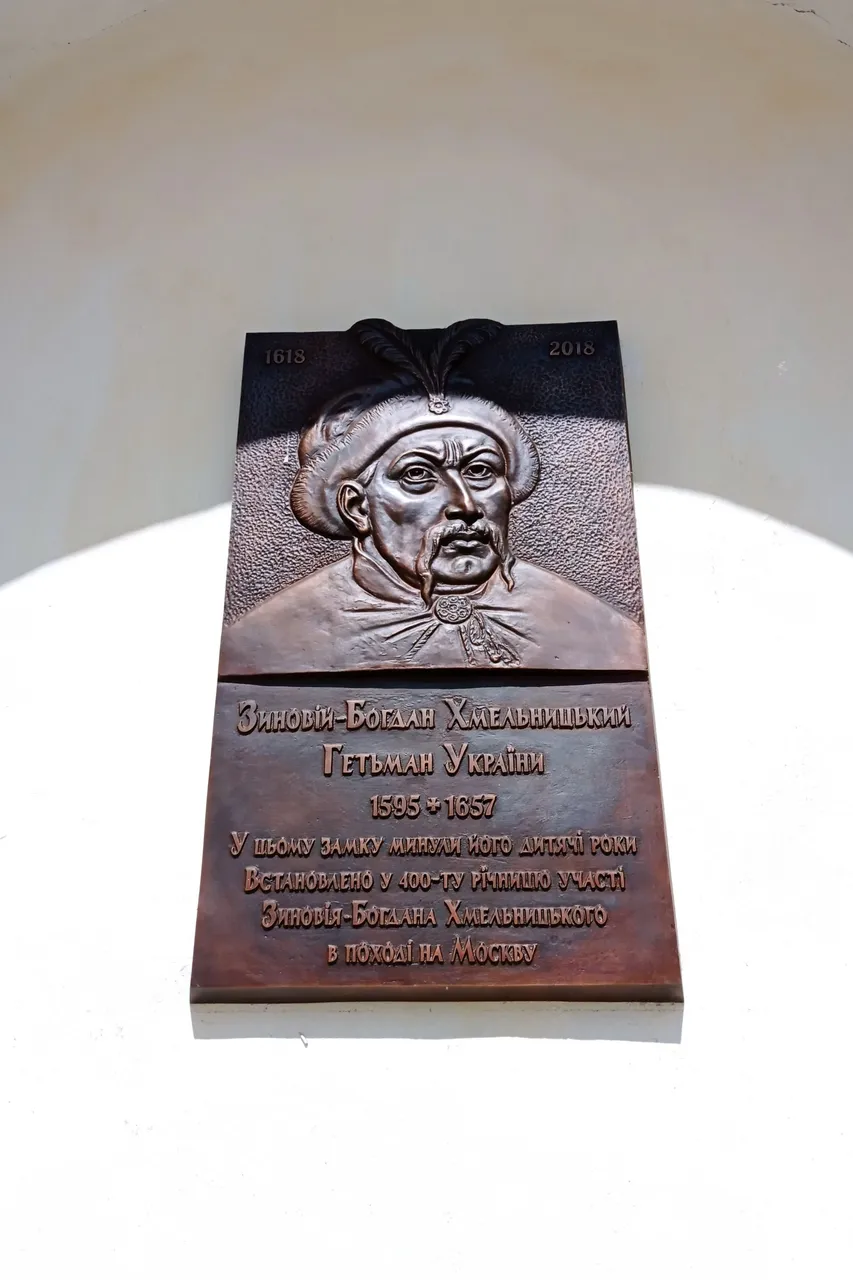 1618 2018
Зиновій-Богдан Хмельницький
Гетьман України
1595 + 1657
У цьому замку минули його дитячі роки
Встановлено у 400-ту річницю участі
Зиновія-Богдана Хмельницького
в поході на Москву